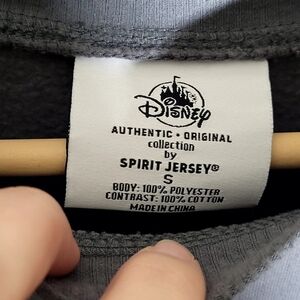 Disney
AUTHENTIC • ORIGINAL
collection
by
SPIRIT JERSEY®
S
BODY: 100% POLYESTER
CONTRAST: 100% COTTON
MADE IN CHINA